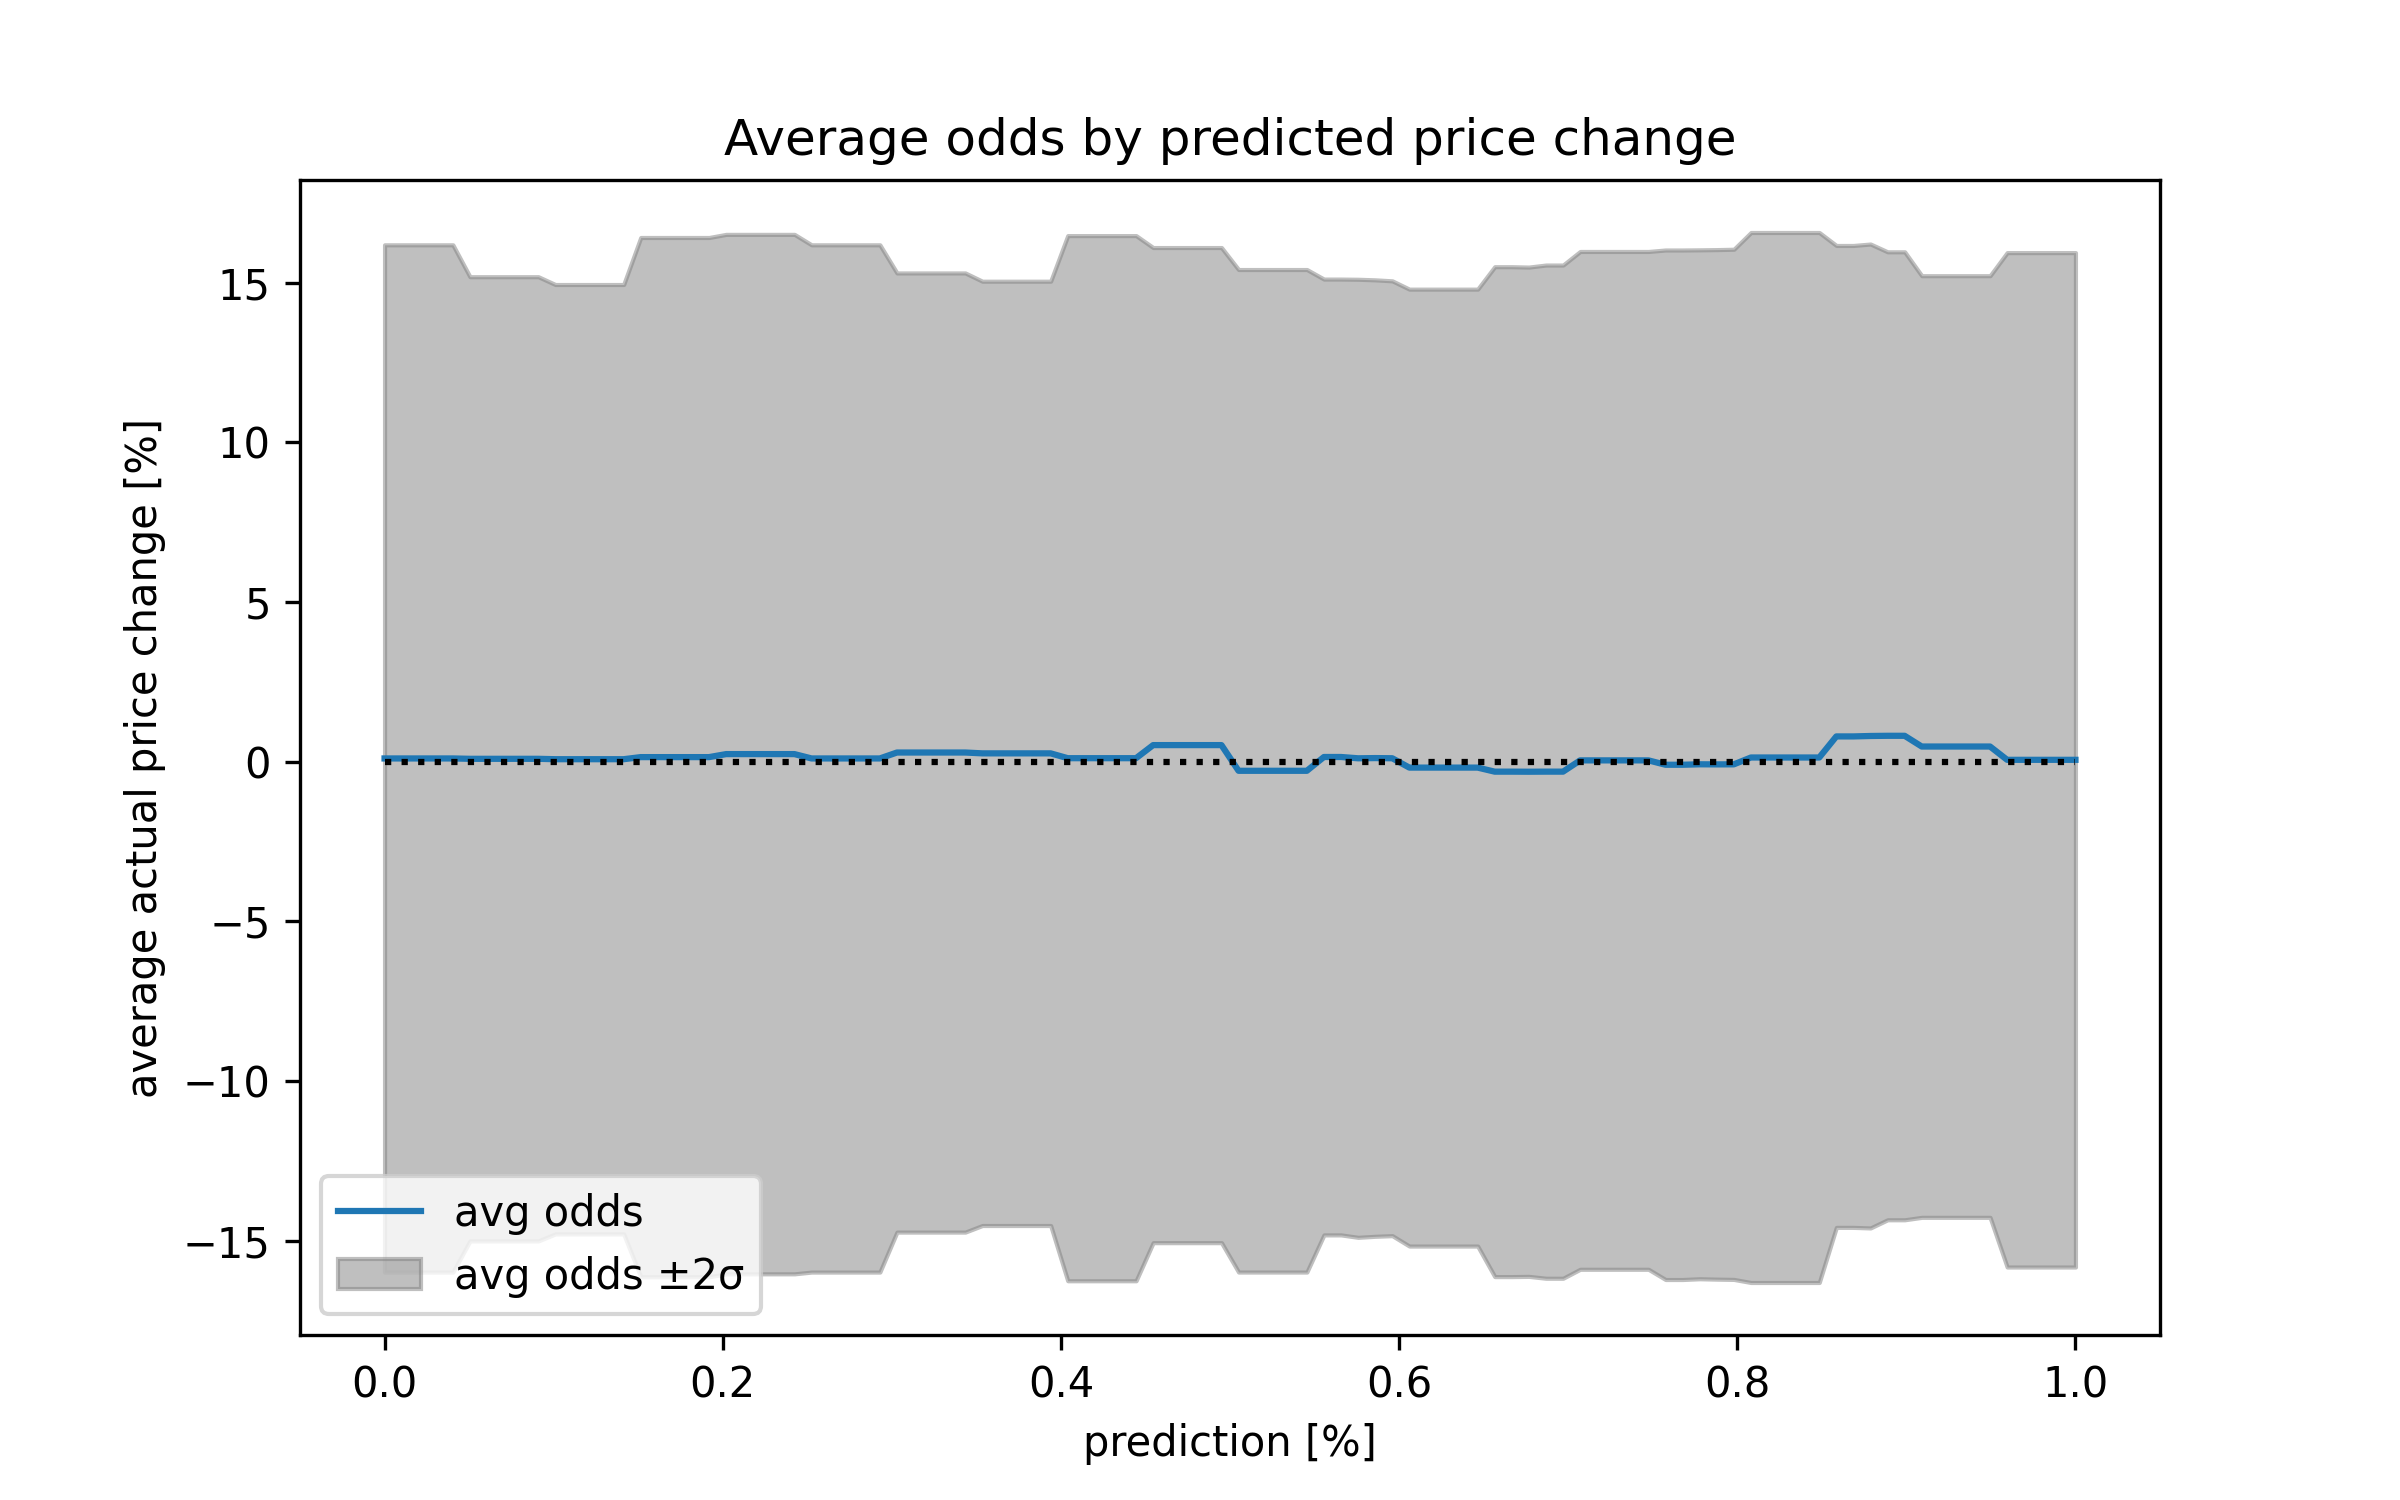 Average odds by predicted price change
average actual price change [%]
15
10
5
0
−5
−10
−15
avg odds
avg odds ±2σ
0.0 0.2 0.4 0.6 0.8 1.0
prediction [%]